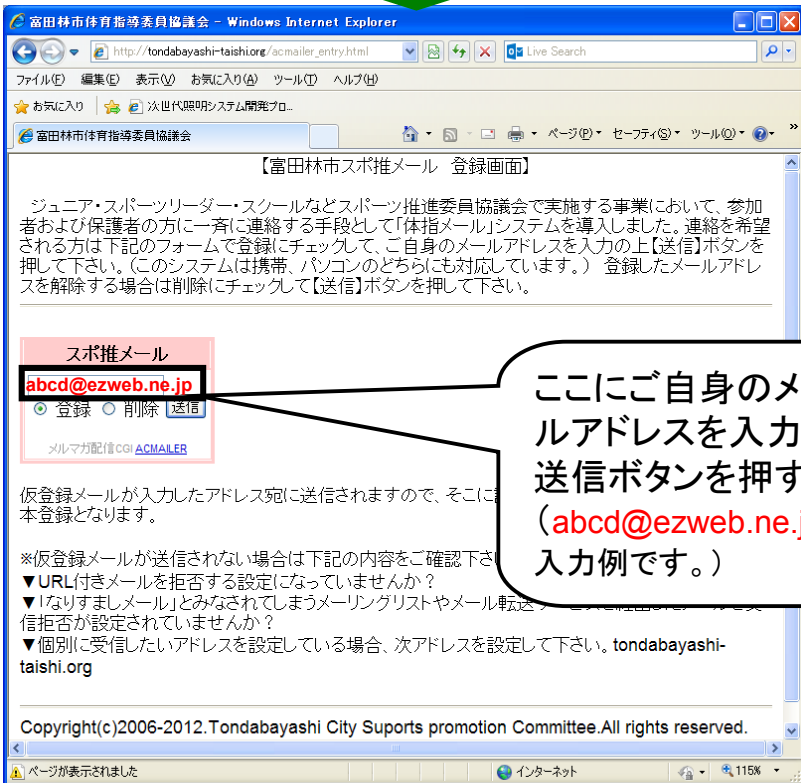 富田林市体育指導委員協議会 - Windows Internet Explorer
http://tondabayashi-taishi.org/acmailer_entry.html
Live Search
ファイル(F) 編集(E) 表示(V) お気に入り(A) ツール(T) ヘルプ(H)
お気に入り 次世代照明システム開発プロ...
富田林市体育指導委員協議会 ページ(P) セーフティ(S) ツール(O) »
【富田林市スポ推メール 登録画面】
ジュニア・スポーツリーダー・スクールなどスポーツ推進委員協議会で実施する事業において、参加
者および保護者の方に一斉に連絡する手段として「体指メール」システムを導入しました。連絡を希望
される方は下記のフォームで登録にチェックして、ご自身のメールアドレスを入力の上【送信】ボタンを
押して下さい。(このシステムは携帯、パソコンのどちらにも対応しています。) 登録したメールアドレ
スを解除する場合は削除にチェックして【送信】ボタンを押して下さい。
スポ推メール
abcd@ezweb.ne.jp
登録 削除 送信
メルマガ配信CGI ACMAILER
ここにご自身のメ
ルアドレスを入力
送信ボタンを押す
(abcd@ezweb.ne.j
入力例です。)
仮登録メールが入力したアドレス宛に送信されますので、そこに
本登録となります。
※仮登録メールが送信されない場合は下記の内容をご確認下さ
▼URL付きメールを拒否する設定になっていませんか?
▼「なりすましメール」とみなされてしまうメーリングリストやメール転送
信拒否が設定されていませんか?
▼個別に受信したいアドレスを設定している場合、次アドレスを設定して下さい。tondabayashi-
taishi.org
Copyright(c)2006-2012.Tondabayashi City Suports promotion Committee.All rights reserved.
ページが表示されました インターネット 115%